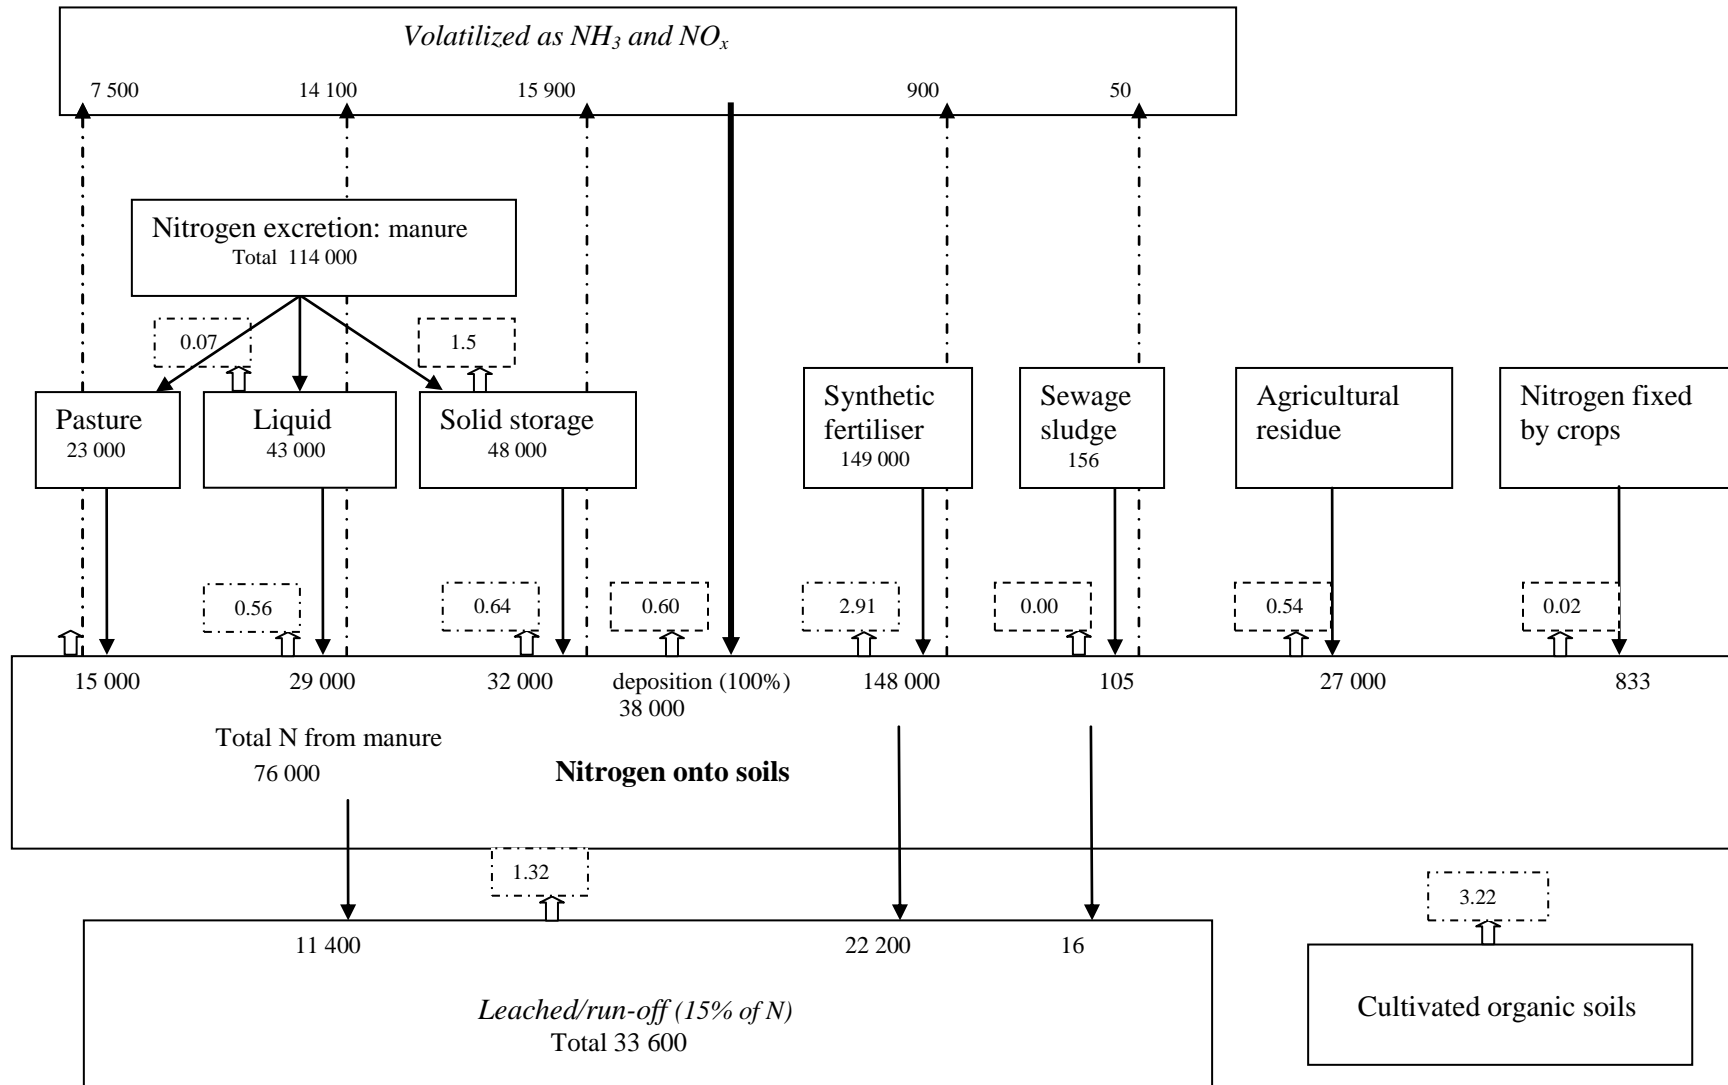 Volatilized as NH3 and NOx
7 500 14 100 15 900 900 50
Nitrogen excretion: manure
Total 114 000
0.07 1.5
Pasture
23 000
Liquid
43 000
Solid storage
48 000
Synthetic
fertiliser
149 000
Sewage
sludge
156
Agricultural
residue
Nitrogen fixed
by crops
0.56 0.64 0.60 2.91 0.00 0.54 0.02
15 000 29 000 32 000 deposition (100%) 148 000 105 27 000 833
38 000
Total N from manure
76 000
Nitrogen onto soils
1.32
3.22
11 400 22 200 16
Leached/run-off (15% of N)
Total 33 600
Cultivated organic soils